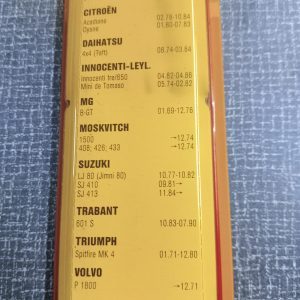 CITROËN
Acadiane 02.78-10.84
Dyane 01.80-07.83
DAIHATSU
4x4 (Taft) 08.74-03.84
INNOCENTI-LEYL.
Innocenti tre/650 04.82-04.86
Mini de Tomaso 05.74-02.82
MG
B-GT 01.69-12.76
MOSKVITCH
1500 →12.74
408; 426; 433 →12.74
SUZUKI
LJ 80 (Jimni 80) 10.77-10.82
SJ 410 09.81→
SJ 413 11.84→
TRABANT
601 S 10.83-07.90
TRIUMPH
Spitfire MK 4 01.71-12.80
VOLVO
P 1800 →12.71